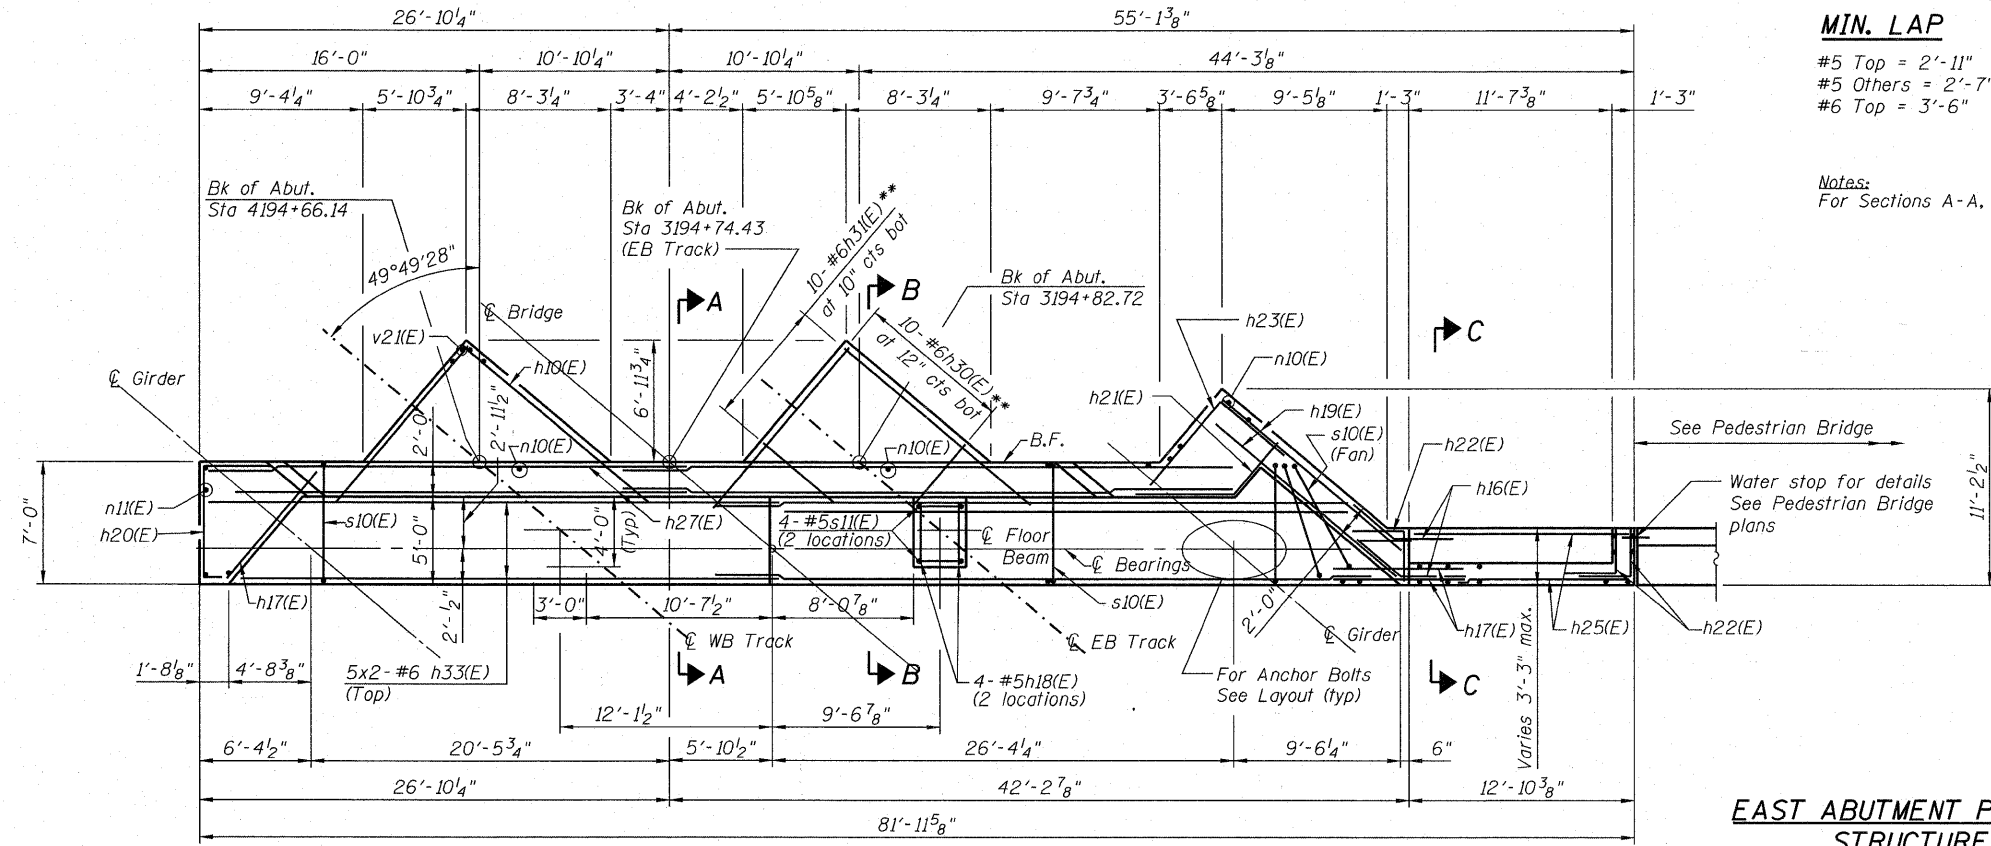 26'-10¼"
55'-1⅜"
MIN. LAP
16'-0"
10'-10¼"
10'-10¼"
44'-3⅛"
#5 Top = 2'-11"
#5 Others = 2'-7"
#6 Top = 3'-6"
9'-4¼"
5'-10¾"
8'-3¼"
3'-4"
4'-2½"
5'-10⅝"
8'-3¼"
9'-7¾"
3'-6⅝"
9'-5⅛"
1'-3"
11'-7⅜"
1'-3"
Notes:
For Sections A-A,
Bk of Abut.
Sta 4194+66.14
Bk of Abut.
Sta 3194+74.43
(EB Track)
10-#6h31(E)**
at 10" cts bot
Bk of Abut.
Sta 3194+82.72
49°49'28"
℄ Bridge
A
B
C
v21(E)
h10(E)
6'-11¾"
10-#6h30(E)**
at 12" cts bot
h23(E)
n10(E)
℄ Girder
2'-0"
2'-11½"
n10(E)
n10(E)
B.F.
h21(E)
h19(E)
s10(E)
(Fan)
h22(E)
See Pedestrian Bridge
11'-2½"
7'-0"
n11(E)
h20(E)
s10(E)
5'-0"
4'-0"
(Typ)
h27(E)
4-#5s11(E)
(2 locations)
℄ Floor
Beam
℄ Bearings
h16(E)
Water stop for details
See Pedestrian Bridge
plans
h17(E)
2'-1½"
3'-0"
10'-7½"
8'-0⅞"
s10(E)
2'-0"
℄ Girder
h17(E)
h25(E)
h22(E)
℄ WB Track
℄ EB Track
1'-8⅛"
4'-8⅜"
5x2-#6 h33(E)
(Top)
A
B
4-#5h18(E)
(2 locations)
For Anchor Bolts
See Layout (typ)
C
Varies 3'-3" max.
12'-1½"
9'-6⅞"
6'-4½"
20'-5¾"
5'-10½"
26'-4¼"
9'-6¼"
6"
26'-10¼"
42'-2⅞"
12'-10⅜"
81'-11⅝"
EAST ABUTMENT P
STRUCTURE